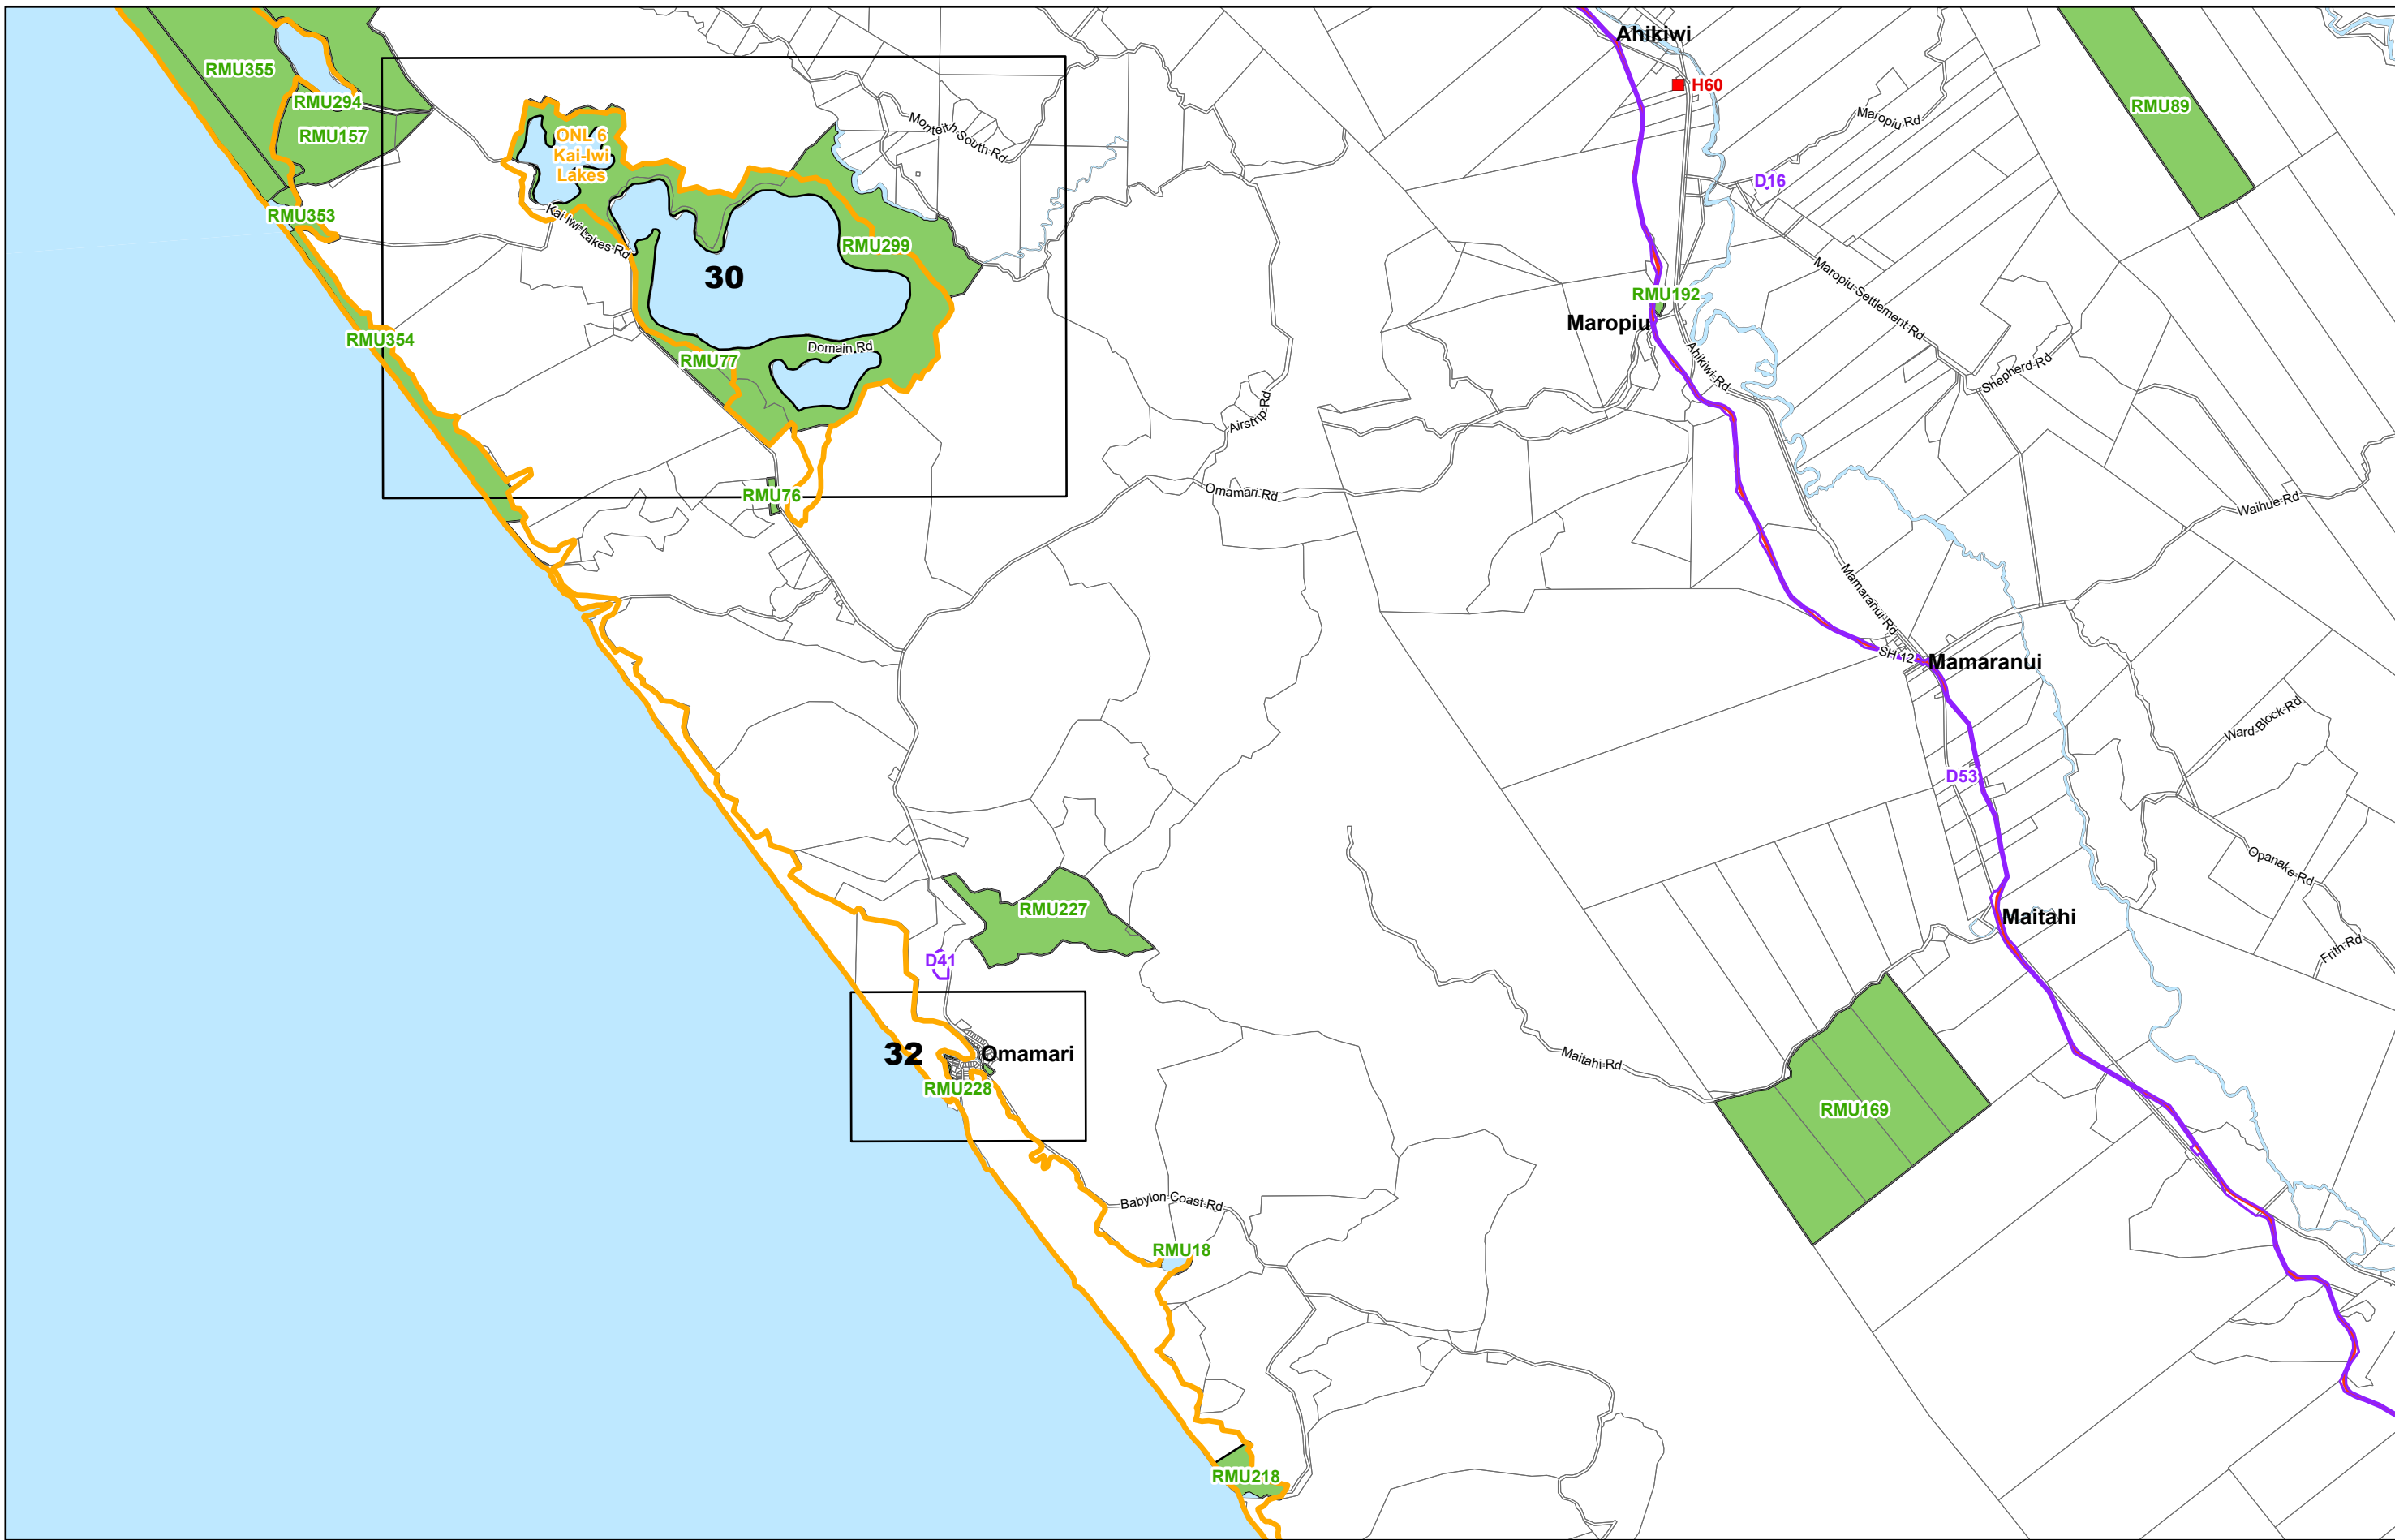 Ahikiwi
RMU355
H60
RMU294
RMU89
RMU157
Maropiu Rd
Monteith South Rd
ONL 6
Kai-Iwi
Lakes
D16
RMU353
Kai Iwi Lakes Rd
RMU299
30
Maropiu Settlement Rd
RMU192
Maropiu
RMU354
Domain Rd
RMU77
Ahikiwi Rd
Shepherd Rd
Airstrip Rd
RMU76
Omamari Rd
Waihue Rd
Mamaranui Rd
SH 12
Mamaranui
Ward Block Rd
D53
Opanake Rd
RMU227
Maitahi
Frith Rd
D41
32
Omamari
Maitahi Rd
RMU228
RMU169
Babylon Coast Rd
RMU18
RMU218